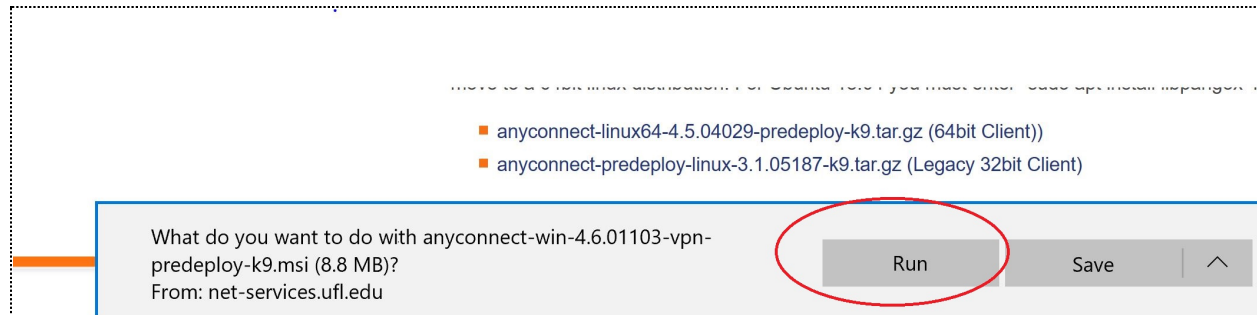 anyconnect-linux64-4.5.04029-predeploy-k9.tar.gz (64bit Client))
anyconnect-predeploy-linux-3.1.05187-k9.tar.gz (Legacy 32bit Client)
What do you want to do with anyconnect-win-4.6.01103-vpn-
predeploy-k9.msi (8.8 MB)?
From: net-services.ufl.edu
Run
Save